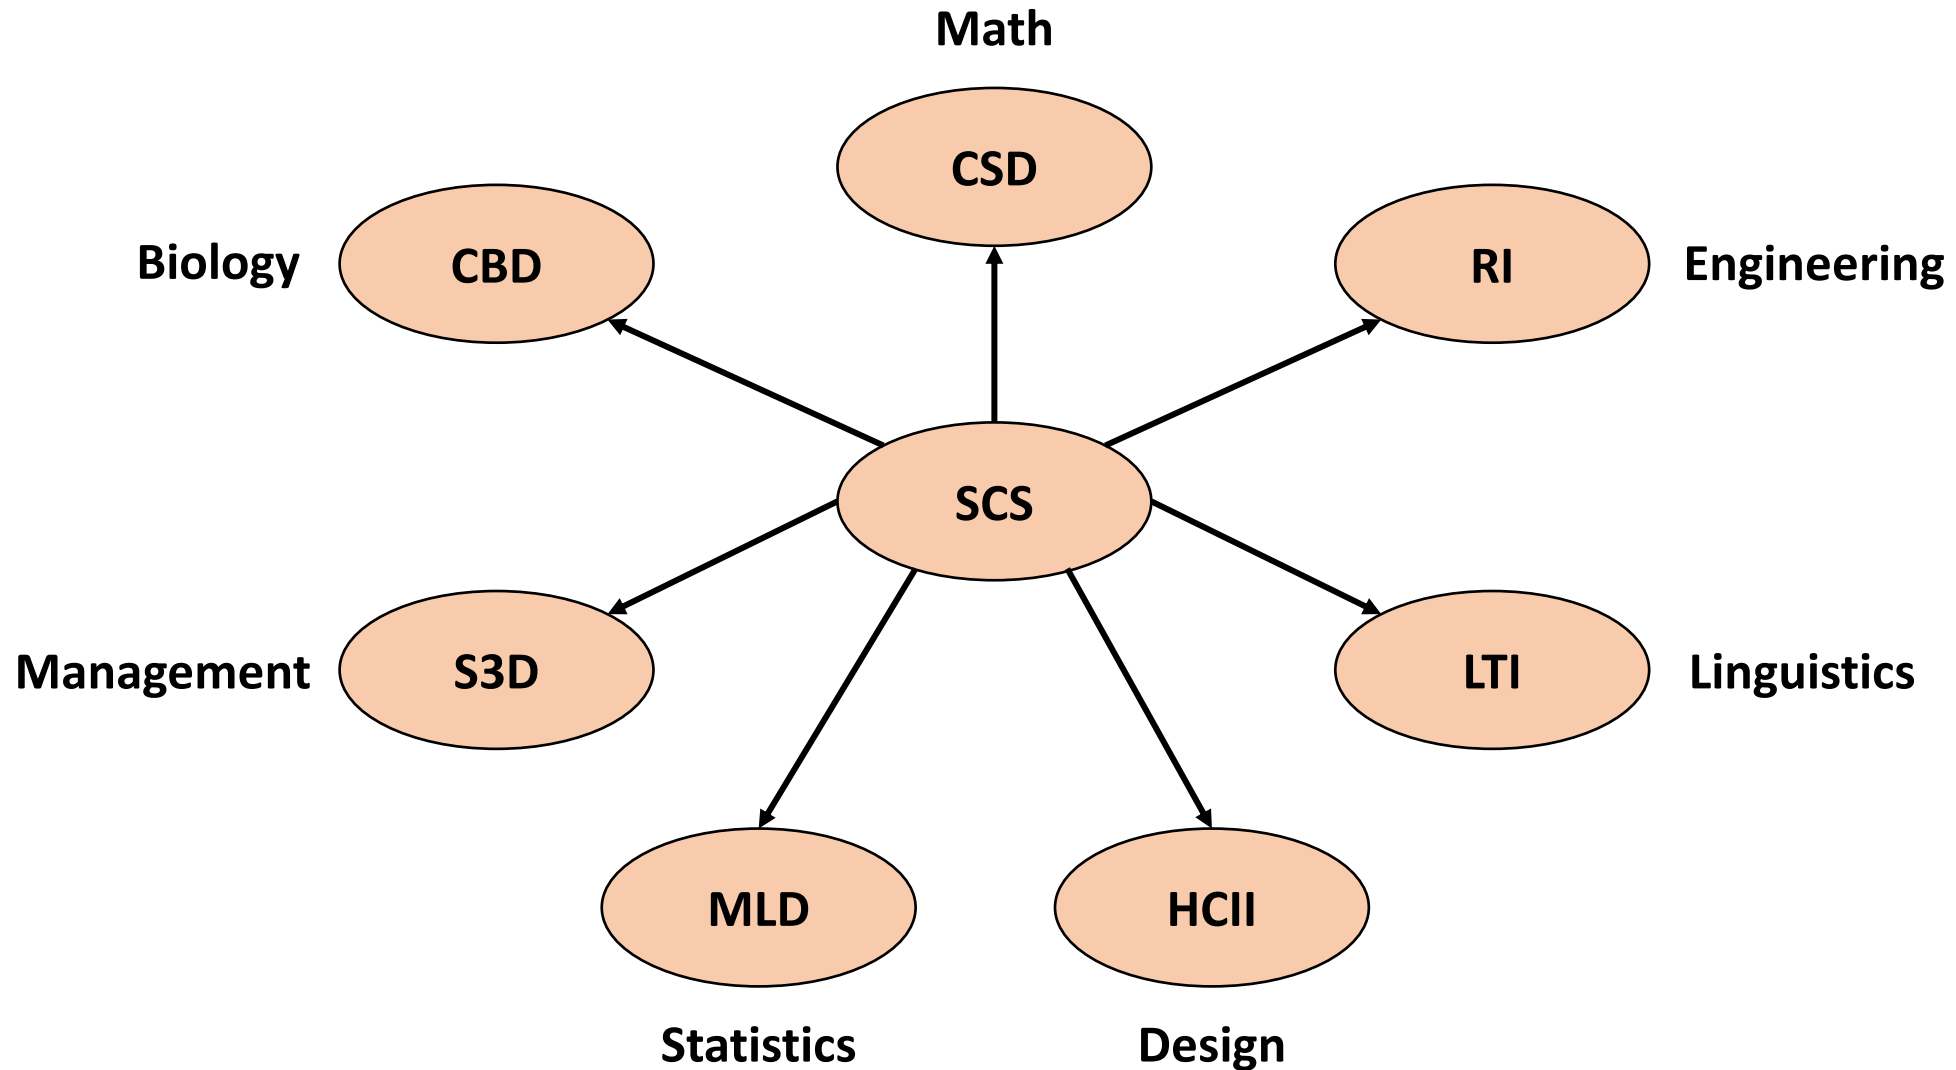 Math
CSD
Biology
CBD
RI
Engineering
SCS
Management
S3D
LTI
Linguistics
MLD
HCII
Statistics
Design